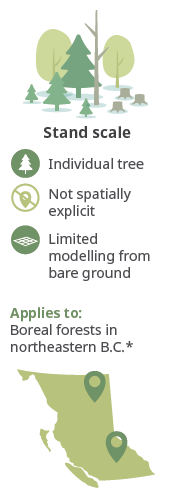 Stand scale
Individual tree
Not spatially
explicit
Limited
modelling from
bare ground
Applies to:
Boreal forests in
northeastern B.C.*